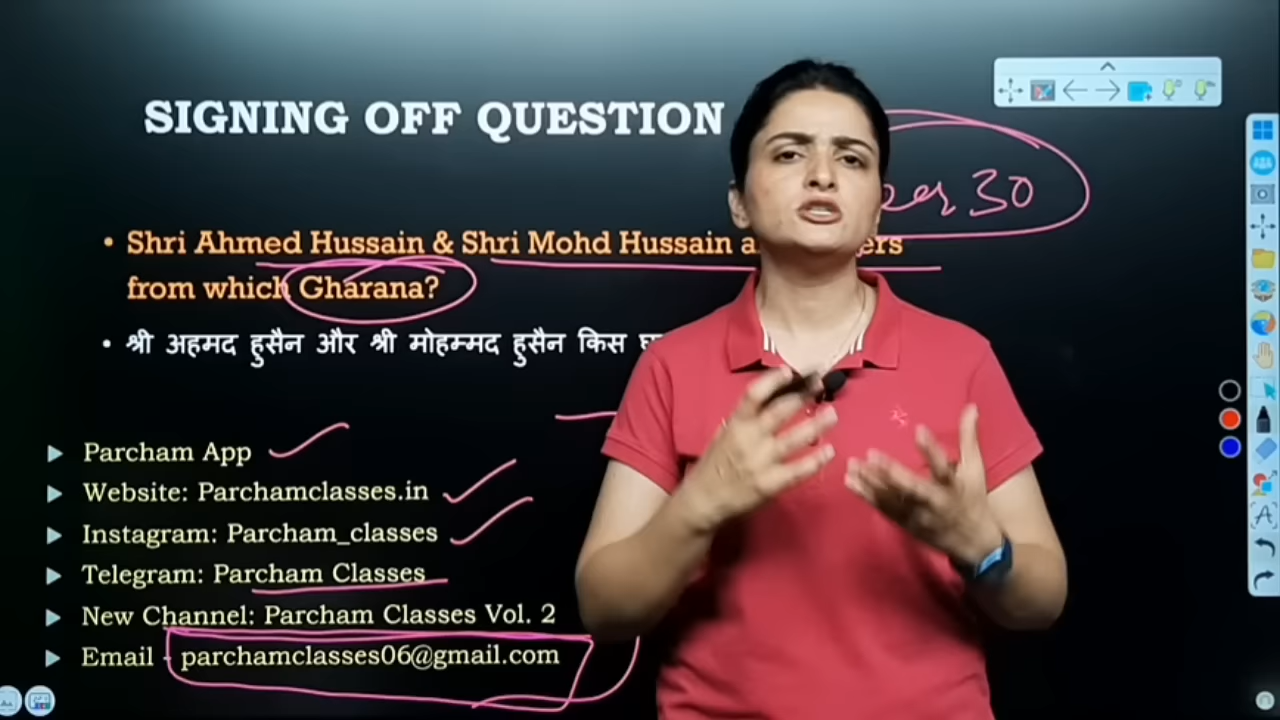 SIGNING OFF QUESTION
30
• Shri Ahmed Hussain & Shri Mohd Hussain
from which Gharana?
• श्री अहमद हुसैन और श्री मोहम्मद हुसैन किस
Parcham App
Website: Parchamclasses.in
Instagram: Parcham_classes
Telegram: Parcham Classes
New Channel: Parcham Classes Vol. 2
Email - parchamclasses06@gmail.com